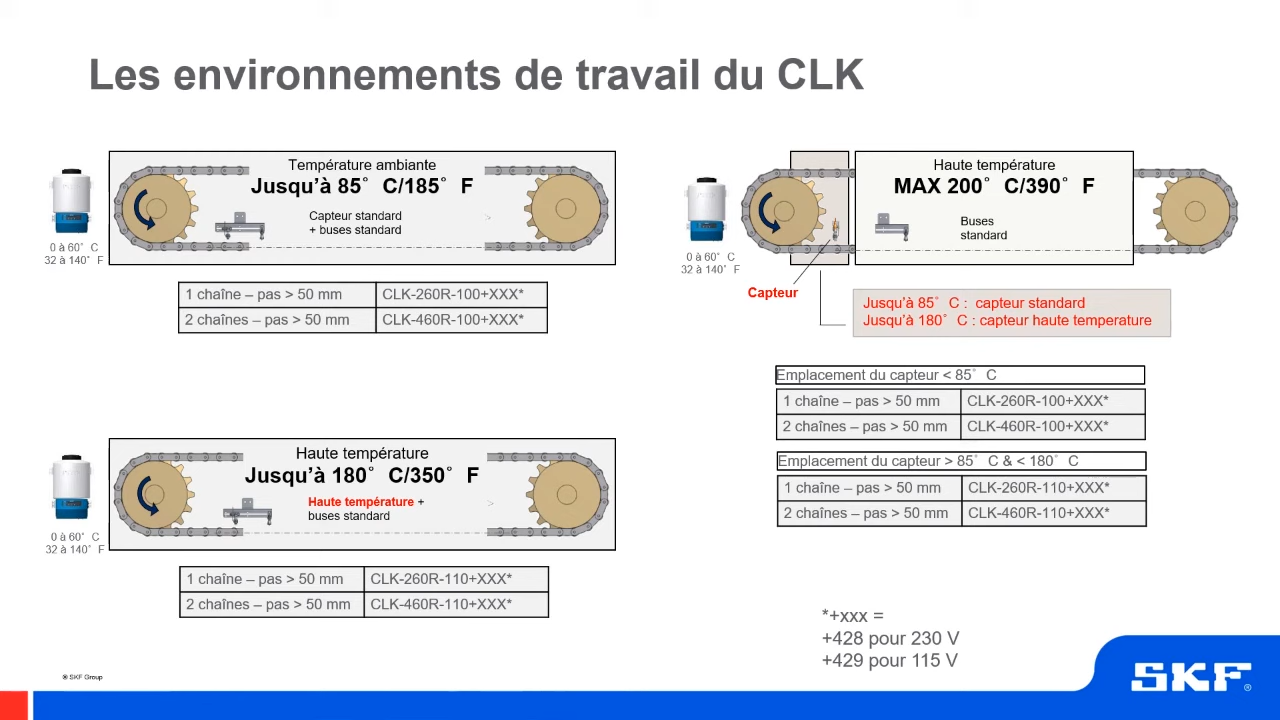 Les environnements de travail du CLK
Température ambiante
Jusqu'à 85° C/185° F
Capteur standard
+ buses standard
0 à 60° C
32 à 140° F
1 chaîne – pas > 50 mm CLK-260R-100+XXX*
2 chaînes – pas > 50 mm CLK-460R-100+XXX*
Haute température
Jusqu'à 180° C/350° F
Haute température +
buses standard
0 à 60° C
32 à 140° F
1 chaîne – pas > 50 mm CLK-260R-110+XXX*
2 chaînes – pas > 50 mm CLK-460R-110+XXX*
Haute température
MAX 200° C/390° F
Buses
standard
0 à 60° C
32 à 140° F
Capteur
Jusqu'à 85° C : capteur standard
Jusqu'à 180° C : capteur haute temperature
Emplacement du capteur < 85° C
1 chaîne – pas > 50 mm CLK-260R-100+XXX*
2 chaînes – pas > 50 mm CLK-460R-100+XXX*
Emplacement du capteur > 85° C & < 180° C
1 chaîne – pas > 50 mm CLK-260R-110+XXX*
2 chaînes – pas > 50 mm CLK-460R-110+XXX*
*+xxx =
+428 pour 230 V
+429 pour 115 V
® SKF Group
SKF®